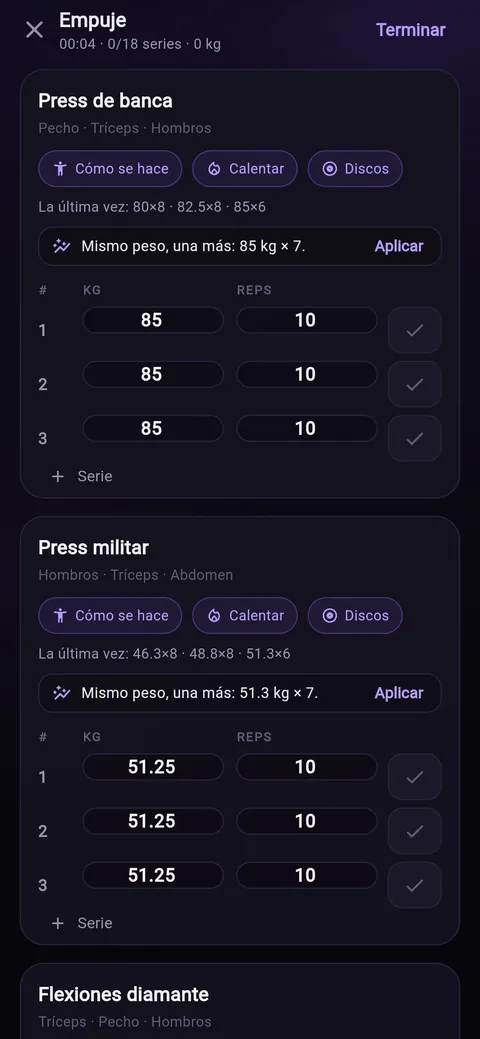 Empuje
00:04 · 0/18 series · 0 kg
Terminar
Press de banca
Pecho · Tríceps · Hombros
Cómo se hace
Calentar
Discos
La última vez: 80×8 · 82.5×8 · 85×6
Mismo peso, una más: 85 kg × 7.
Aplicar
# KG REPS
1 85 10
2 85 10
3 85 10
+ Serie
Press militar
Hombros · Tríceps · Abdomen
Cómo se hace
Calentar
Discos
La última vez: 46.3×8 · 48.8×8 · 51.3×6
Mismo peso, una más: 51.3 kg × 7.
Aplicar
# KG REPS
1 51.25 10
2 51.25 10
3 51.25 10
+ Serie
Flexiones diamante
Tríceps · Pecho · Hombros